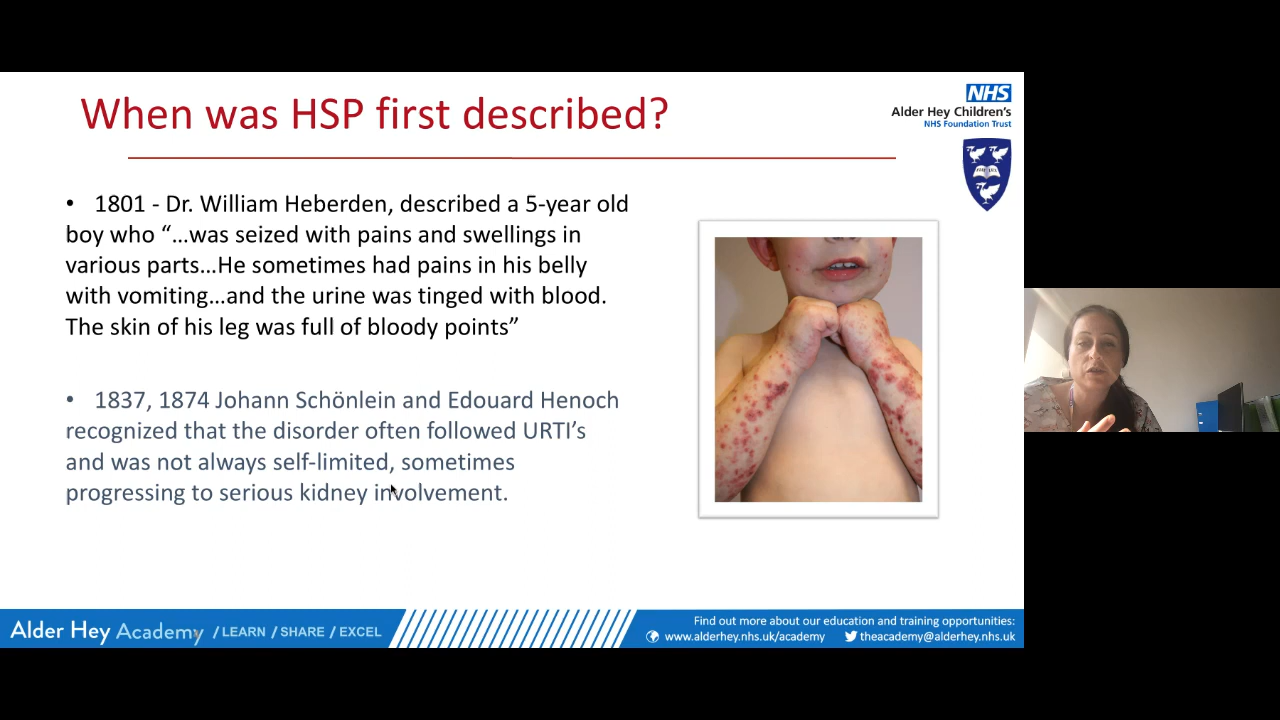 When was HSP first described?
NHS
Alder Hey Children's
NHS Foundation Trust
• 1801 - Dr. William Heberden, described a 5-year old
boy who “…was seized with pains and swellings in
various parts…He sometimes had pains in his belly
with vomiting…and the urine was tinged with blood.
The skin of his leg was full of bloody points”
• 1837, 1874 Johann Schönlein and Edouard Henoch
recognized that the disorder often followed URTI’s
and was not always self-limited, sometimes
progressing to serious kidney involvement.
Alder Hey Academy / LEARN / SHARE / EXCEL
Find out more about our education and training opportunities:
www.alderhey.nhs.uk/academy theacademy@alderhey.nhs.uk